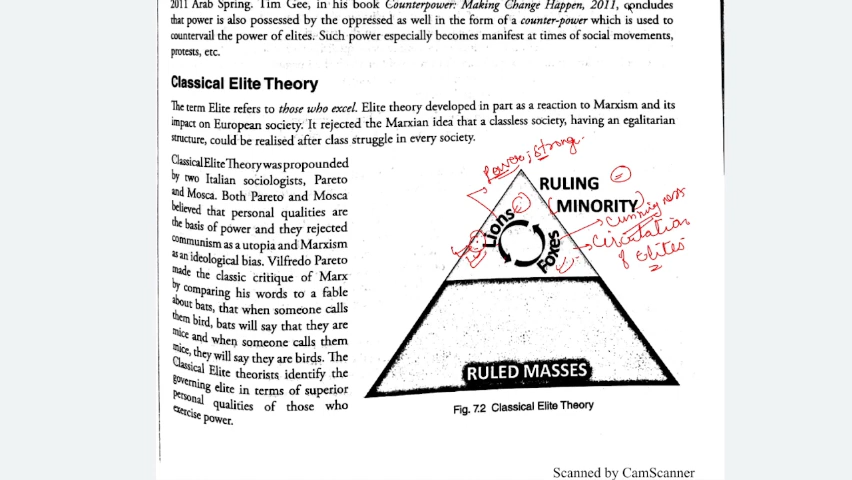 2011 Arab Spring. Tim Gee, in his book Counterpower: Making Change Happen, 2011, concludes
that power is also possessed by the oppressed as well in the form of a counter-power which is used to
countervail the power of elites. Such power especially becomes manifest at times of social movements,
protests, etc.
Classical Elite Theory
The term Elite refers to those who excel. Elite theory developed in part as a reaction to Marxism and its
impact on European society. It rejected the Marxian idea that a classless society, having an egalitarian
structure, could be realised after class struggle in every society.
Classical Elite Theory was propounded
by two Italian sociologists, Pareto
and Mosca. Both Pareto and Mosca
believed that personal qualities are
the basis of power and they rejected
communism as a utopia and Marxism
as an ideological bias. Vilfredo Pareto
made the classic critique of Marx
by comparing his words to a fable
about bats, that when someone calls
them bird, bats will say that they are
mice and when someone calls them
mice, they will say they are birds. The
Classical Elite theorists identify the
governing elite in terms of superior
personal qualities of those who
exercise power.
Power; Strong
RULING
(MINORITY)
Lions
Foxes
Cunningness
Circulation
of elites
RULED MASSES
Fig. 7.2 Classical Elite Theory
Scanned by CamScanner